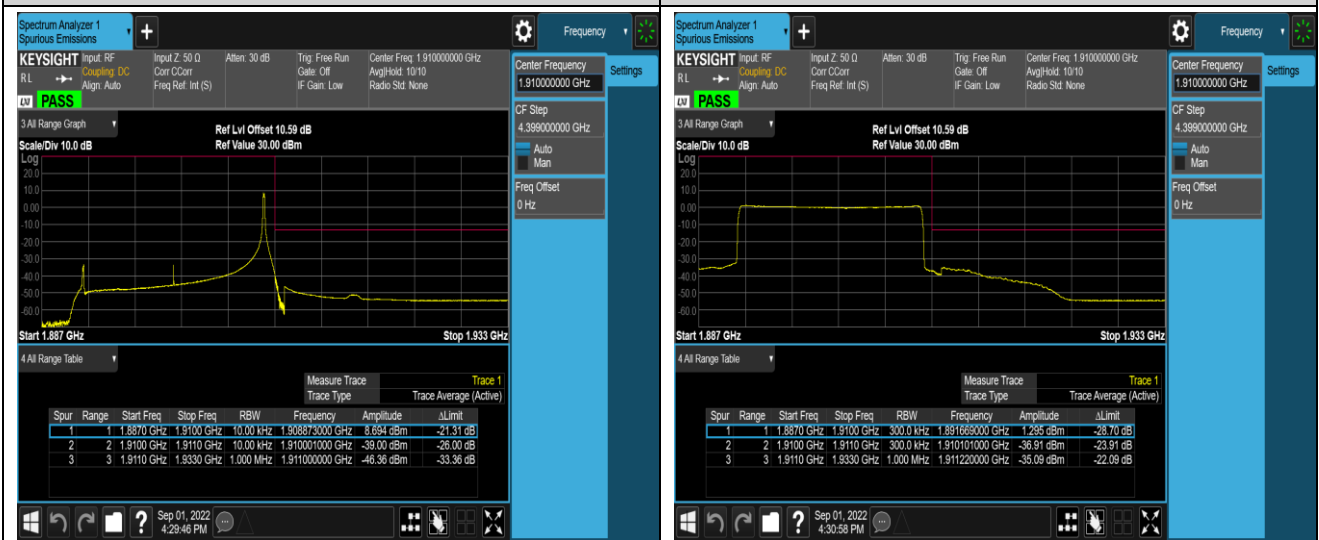 Spectrum Analyzer 1
Spurious Emissions
+
Frequency
KEYSIGHT Input: RF Input Z: 50 Ω Atten: 30 dB Trig: Free Run Center Freq: 1.910000000 GHz
RL Coupling: DC Corr CCorr Gate: Off Avg|Hold: 10/10
Align: Auto Freq Ref: Int (S) IF Gain: Low Radio Std: None
LXI PASS
Center Frequency
1.910000000 GHz
Settings
CF Step
4.399000000 GHz
Auto
Man
Freq Offset
0 Hz
3 All Range Graph
Ref Lvl Offset 10.59 dB
Scale/Div 10.0 dB Ref Value 30.00 dBm
Log
20.0
10.0
0.00
-10.0
-20.0
-30.0
-40.0
-50.0
-60.0
Start 1.887 GHz Stop 1.933 GHz
4 All Range Table
Measure Trace Trace 1
Trace Type Trace Average (Active)
Spur Range Start Freq Stop Freq RBW Frequency Amplitude ΔLimit
1 1 1.8870 GHz 1.9100 GHz 10.00 kHz 1.908873000 GHz 8.694 dBm -21.31 dB
2 2 1.9100 GHz 1.9110 GHz 10.00 kHz 1.910001000 GHz -39.00 dBm -26.00 dB
3 3 1.9110 GHz 1.9330 GHz 1.000 MHz 1.911000000 GHz -46.36 dBm -33.36 dB
? Sep 01, 2022
4:29:46 PM
Spectrum Analyzer 1
Spurious Emissions
+
Frequency
KEYSIGHT Input: RF Input Z: 50 Ω Atten: 30 dB Trig: Free Run Center Freq: 1.910000000 GHz
RL Coupling: DC Corr CCorr Gate: Off Avg|Hold: 10/10
Align: Auto Freq Ref: Int (S) IF Gain: Low Radio Std: None
LXI PASS
Center Frequency
1.910000000 GHz
Settings
CF Step
4.399000000 GHz
Auto
Man
Freq Offset
0 Hz
3 All Range Graph
Ref Lvl Offset 10.59 dB
Scale/Div 10.0 dB Ref Value 30.00 dBm
Log
20.0
10.0
0.00
-10.0
-20.0
-30.0
-40.0
-50.0
-60.0
Start 1.887 GHz Stop 1.933 GHz
4 All Range Table
Measure Trace Trace 1
Trace Type Trace Average (Active)
Spur Range Start Freq Stop Freq RBW Frequency Amplitude ΔLimit
1 1 1.8870 GHz 1.9100 GHz 300.0 kHz 1.891669000 GHz 1.295 dBm -28.70 dB
2 2 1.9100 GHz 1.9110 GHz 300.0 kHz 1.910101000 GHz -36.91 dBm -23.91 dB
3 3 1.9110 GHz 1.9330 GHz 1.000 MHz 1.911220000 GHz -35.09 dBm -22.09 dB
? Sep 01, 2022
4:30:58 PM